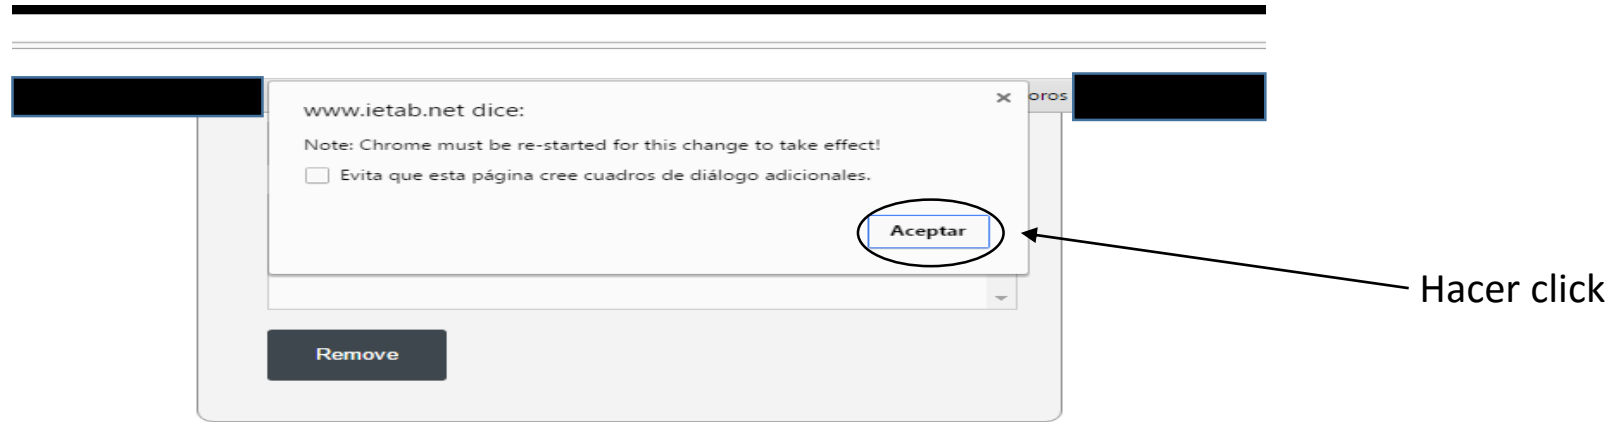 oros
www.ietab.net dice:
Note: Chrome must be re-started for this change to take effect!
Evita que esta página cree cuadros de diálogo adicionales.
Aceptar
Hacer click
Remove